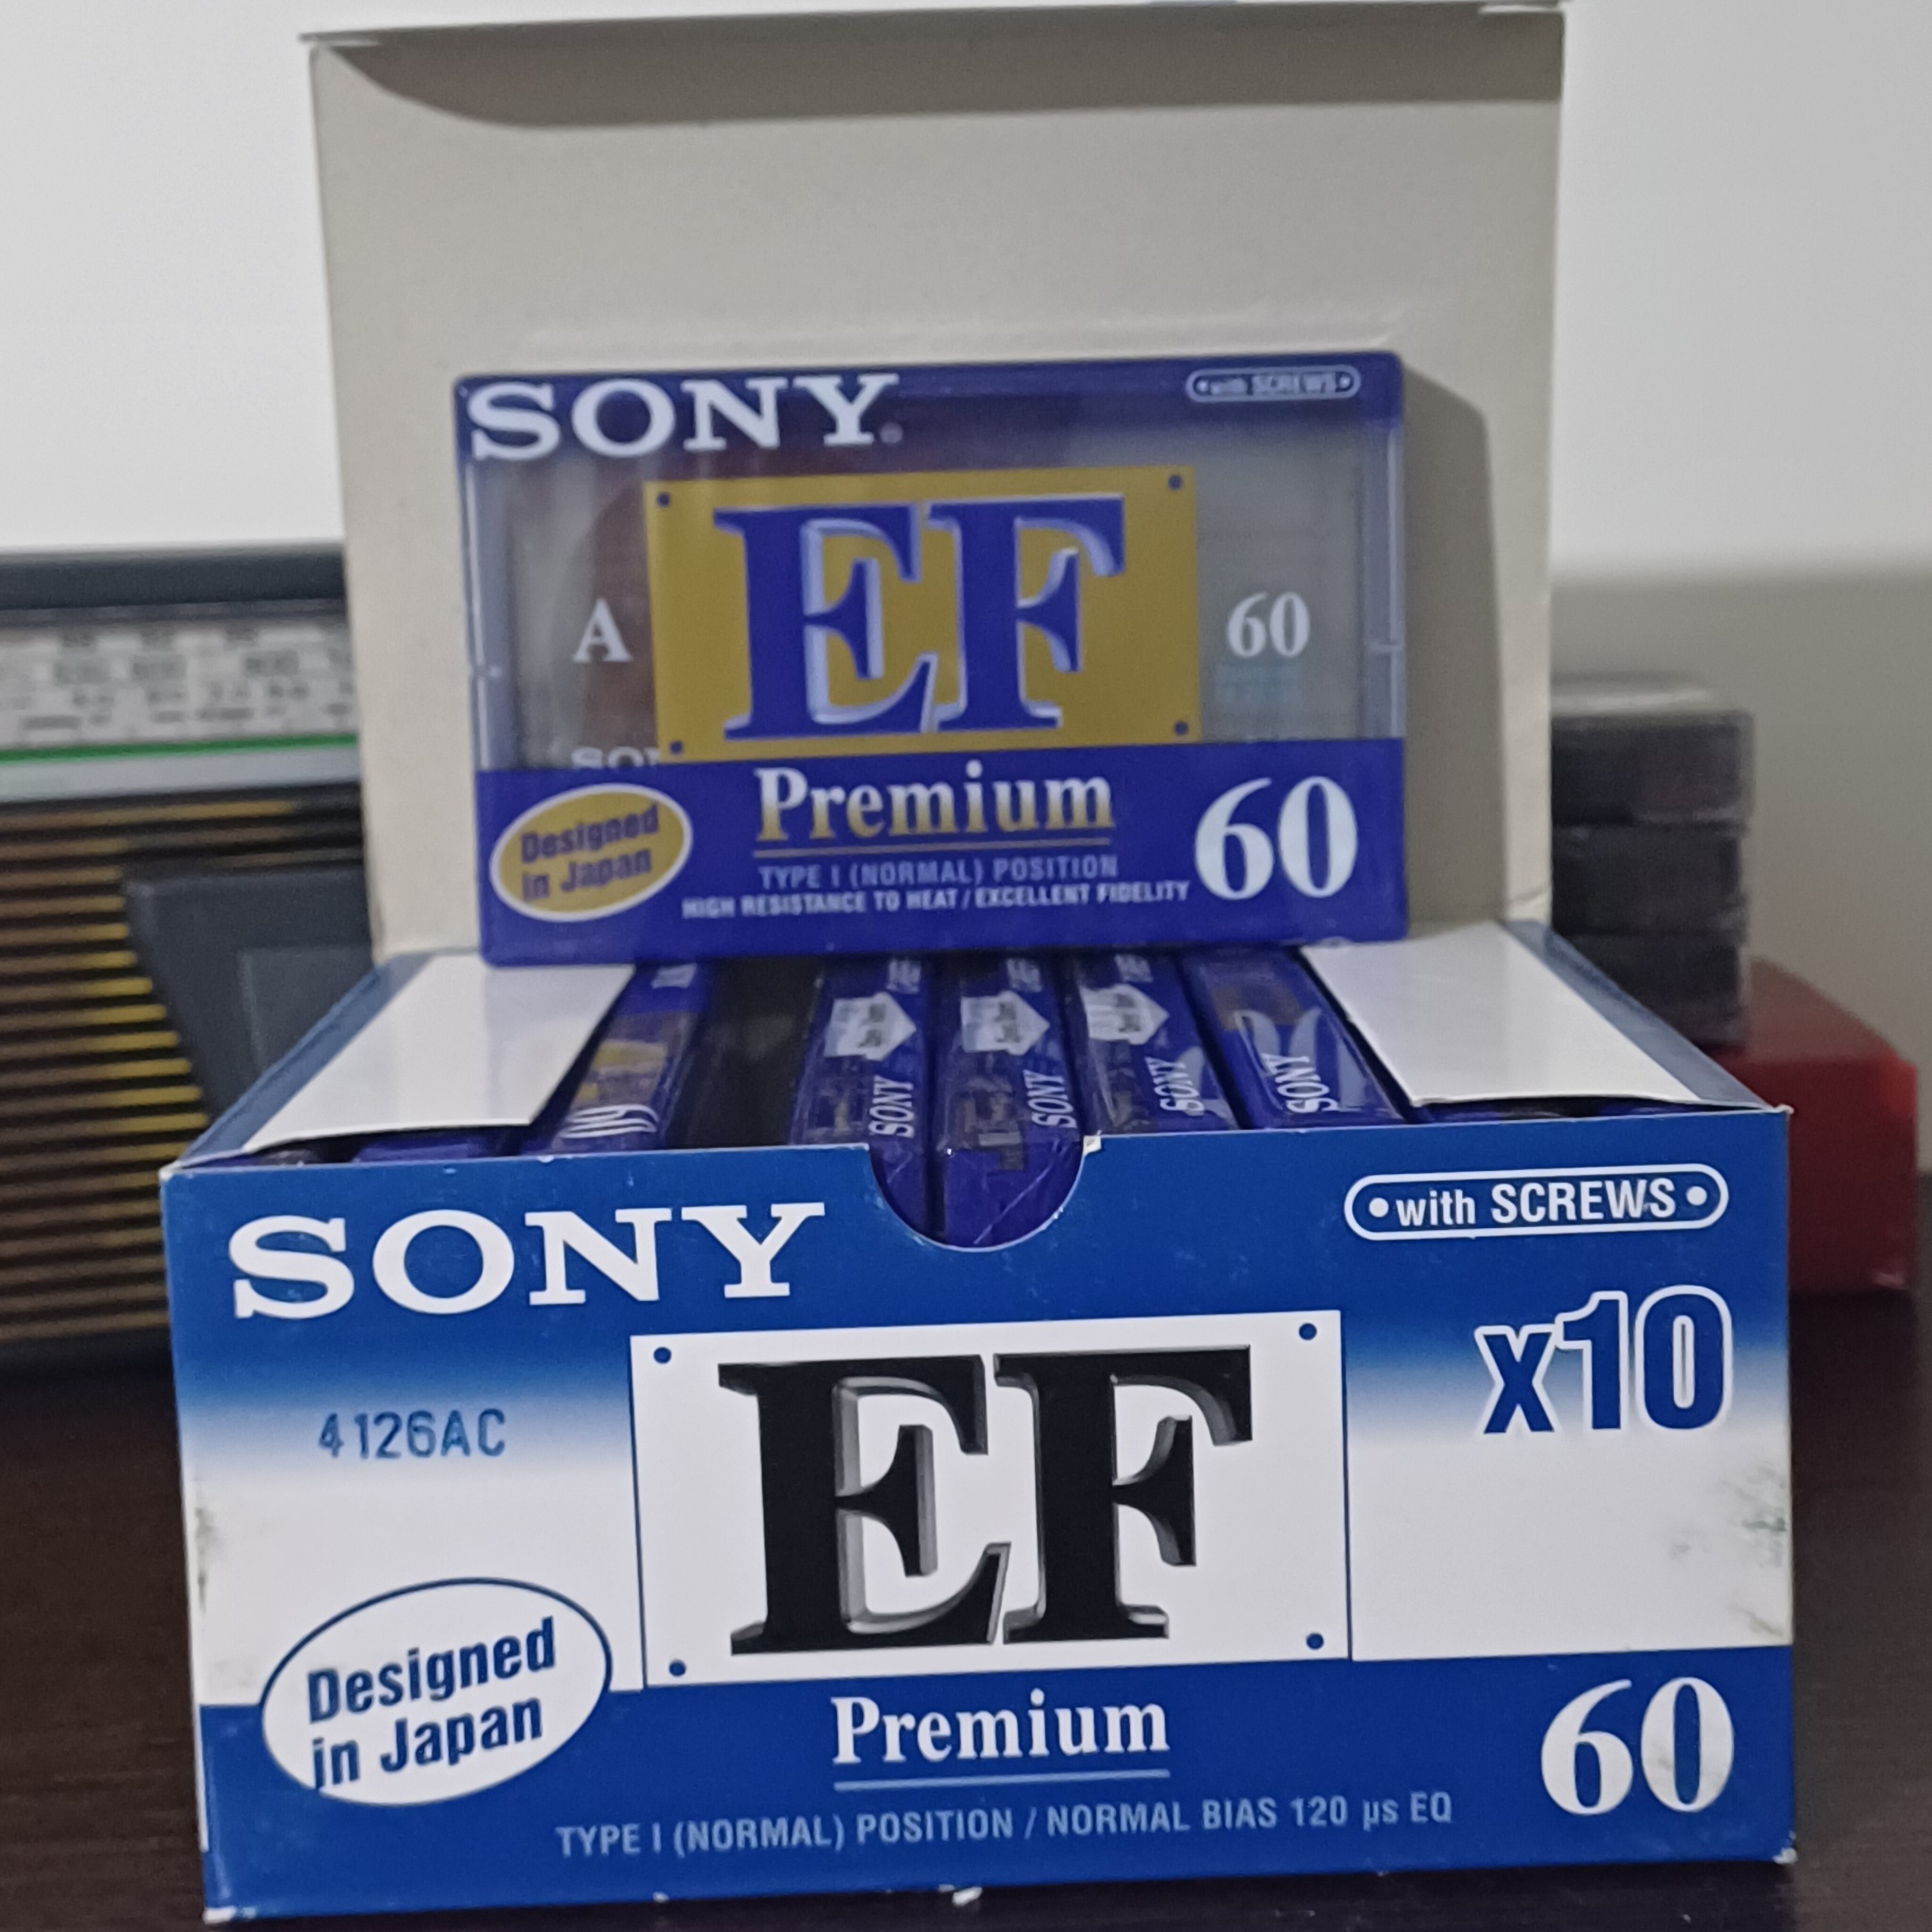 SONY
with SCREWS
EF
A
60
SO
Designed
in Japan
Premium
60
TYPE I (NORMAL) POSITION
HIGH RESISTANCE TO HEAT / EXCELLENT FIDELITY
60
SONY
SONY
SONY
SONY
SONY
with SCREWS
x10
4126AC
EF
Designed
in Japan
Premium
60
TYPE I (NORMAL) POSITION / NORMAL BIAS 120 µs EQ